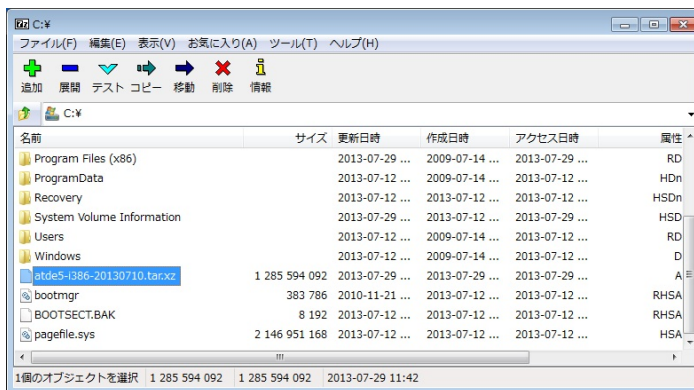 C:¥
ファイル(F) 編集(E) 表示(V) お気に入り(A) ツール(T) ヘルプ(H)
追加 展開 テスト コピー 移動 削除 情報
C:¥
名前 サイズ 更新日時 作成日時 アクセス日時 属性
Program Files (x86) 2013-07-29 ... 2009-07-14 ... 2013-07-29 ... RD
ProgramData 2013-07-12 ... 2009-07-14 ... 2013-07-12 ... HDn
Recovery 2013-07-12 ... 2013-07-12 ... 2013-07-12 ... HSDn
System Volume Information 2013-07-29 ... 2013-07-12 ... 2013-07-29 ... HSD
Users 2013-07-12 ... 2009-07-14 ... 2013-07-12 ... RD
Windows 2013-07-12 ... 2009-07-14 ... 2013-07-12 ... D
atde5-i386-20130710.tar.xz 1 285 594 092 2013-07-29 ... 2013-07-29 ... 2013-07-29 ... A
bootmgr 383 786 2010-11-21 ... 2013-07-12 ... 2013-07-12 ... RHSA
BOOTSECT.BAK 8 192 2013-07-12 ... 2013-07-12 ... 2013-07-12 ... RHSA
pagefile.sys 2 146 951 168 2013-07-12 ... 2013-07-12 ... 2013-07-12 ... HSA
1個のオブジェクトを選択 1 285 594 092 1 285 594 092 2013-07-29 11:42